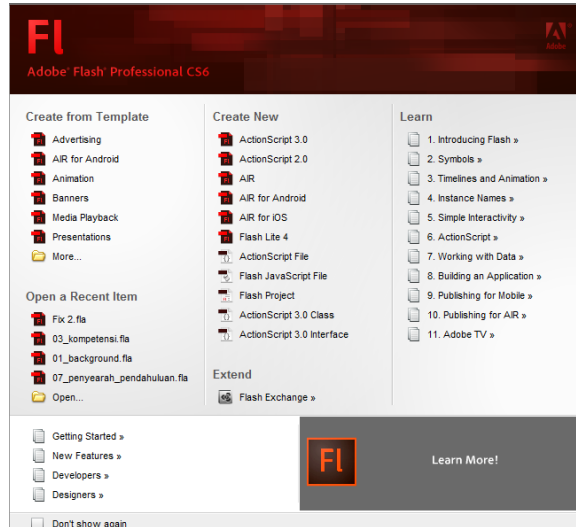 Fl
Adobe
Adobe® Flash® Professional CS6
Create from Template
Advertising
AIR for Android
Animation
Banners
Media Playback
Presentations
More...
Open a Recent Item
Fix 2.fla
03_kompetensi.fla
01_background.fla
07_penyearah_pendahuluan.fla
Open...
Create New
ActionScript 3.0
ActionScript 2.0
AIR
AIR for Android
AIR for iOS
Flash Lite 4
ActionScript File
Flash JavaScript File
Flash Project
ActionScript 3.0 Class
ActionScript 3.0 Interface
Extend
Flash Exchange »
Learn
1. Introducing Flash »
2. Symbols »
3. Timelines and Animation »
4. Instance Names »
5. Simple Interactivity »
6. ActionScript »
7. Working with Data »
8. Building an Application »
9. Publishing for Mobile »
10. Publishing for AIR »
11. Adobe TV »
Getting Started »
New Features »
Developers »
Designers »
Fl
Learn More!
Don't show again